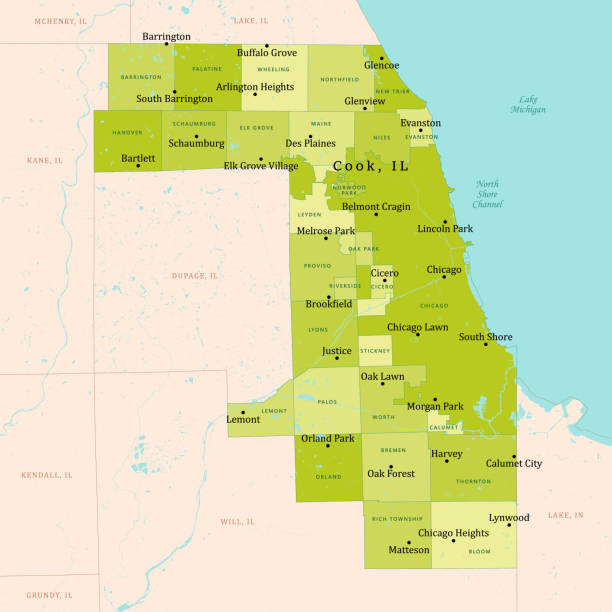 MCHENRY, IL
LAKE, IL
Barrington
Buffalo Grove
Glencoe
BARRINGTON
PALATINE
WHEELING
NORTHFIELD
NEW TRIER
South Barrington
Arlington Heights
Glenview
Lake
Michigan
HANOVER
SCHAUMBURG
ELK GROVE
MAINE
NILES
Evanston
EVANSTON
Schaumburg
Des Plaines
KANE, IL
Bartlett
Elk Grove Village
Cook, IL
NORWOOD
PARK
North
Shore
Channel
LEYDEN
Belmont Cragin
Lincoln Park
Melrose Park
OAK PARK
DUPAGE, IL
PROVISO
Cicero
CICERO
Chicago
RIVERSIDE
Brookfield
CHICAGO
LYONS
Chicago Lawn
South Shore
Justice
STICKNEY
Oak Lawn
PALOS
WORTH
Morgan Park
LEMONT
Lemont
CALUMET
Orland Park
BREMEN
Harvey
Calumet City
KENDALL, IL
ORLAND
Oak Forest
THORNTON
WILL, IL
RICH TOWNSHIP
Lynwood
LAKE, IN
Chicago Heights
Matteson
BLOOM
GRUNDY, IL